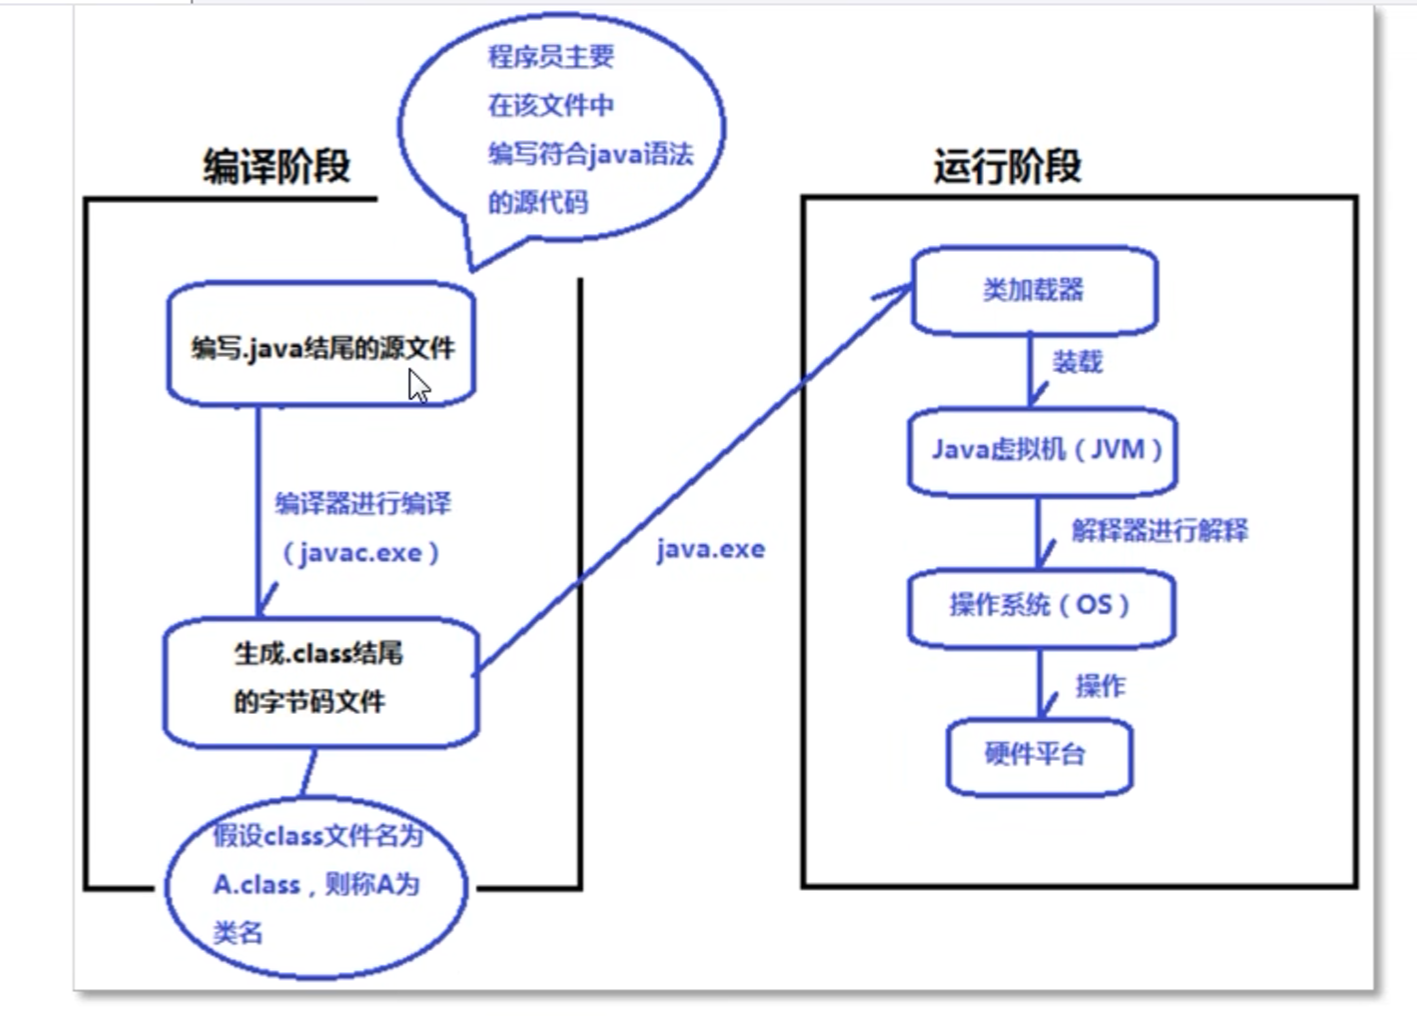 程序员主要
在该文件中
编写符合java语法
的源代码
编译阶段
编写.java结尾的源文件
编译器进行编译
（javac.exe）
生成.class结尾
的字节码文件
假设class文件名为
A.class，则称A为
类名
java.exe
运行阶段
类加载器
装载
Java虚拟机（JVM）
解释器进行解释
操作系统（OS）
操作
硬件平台